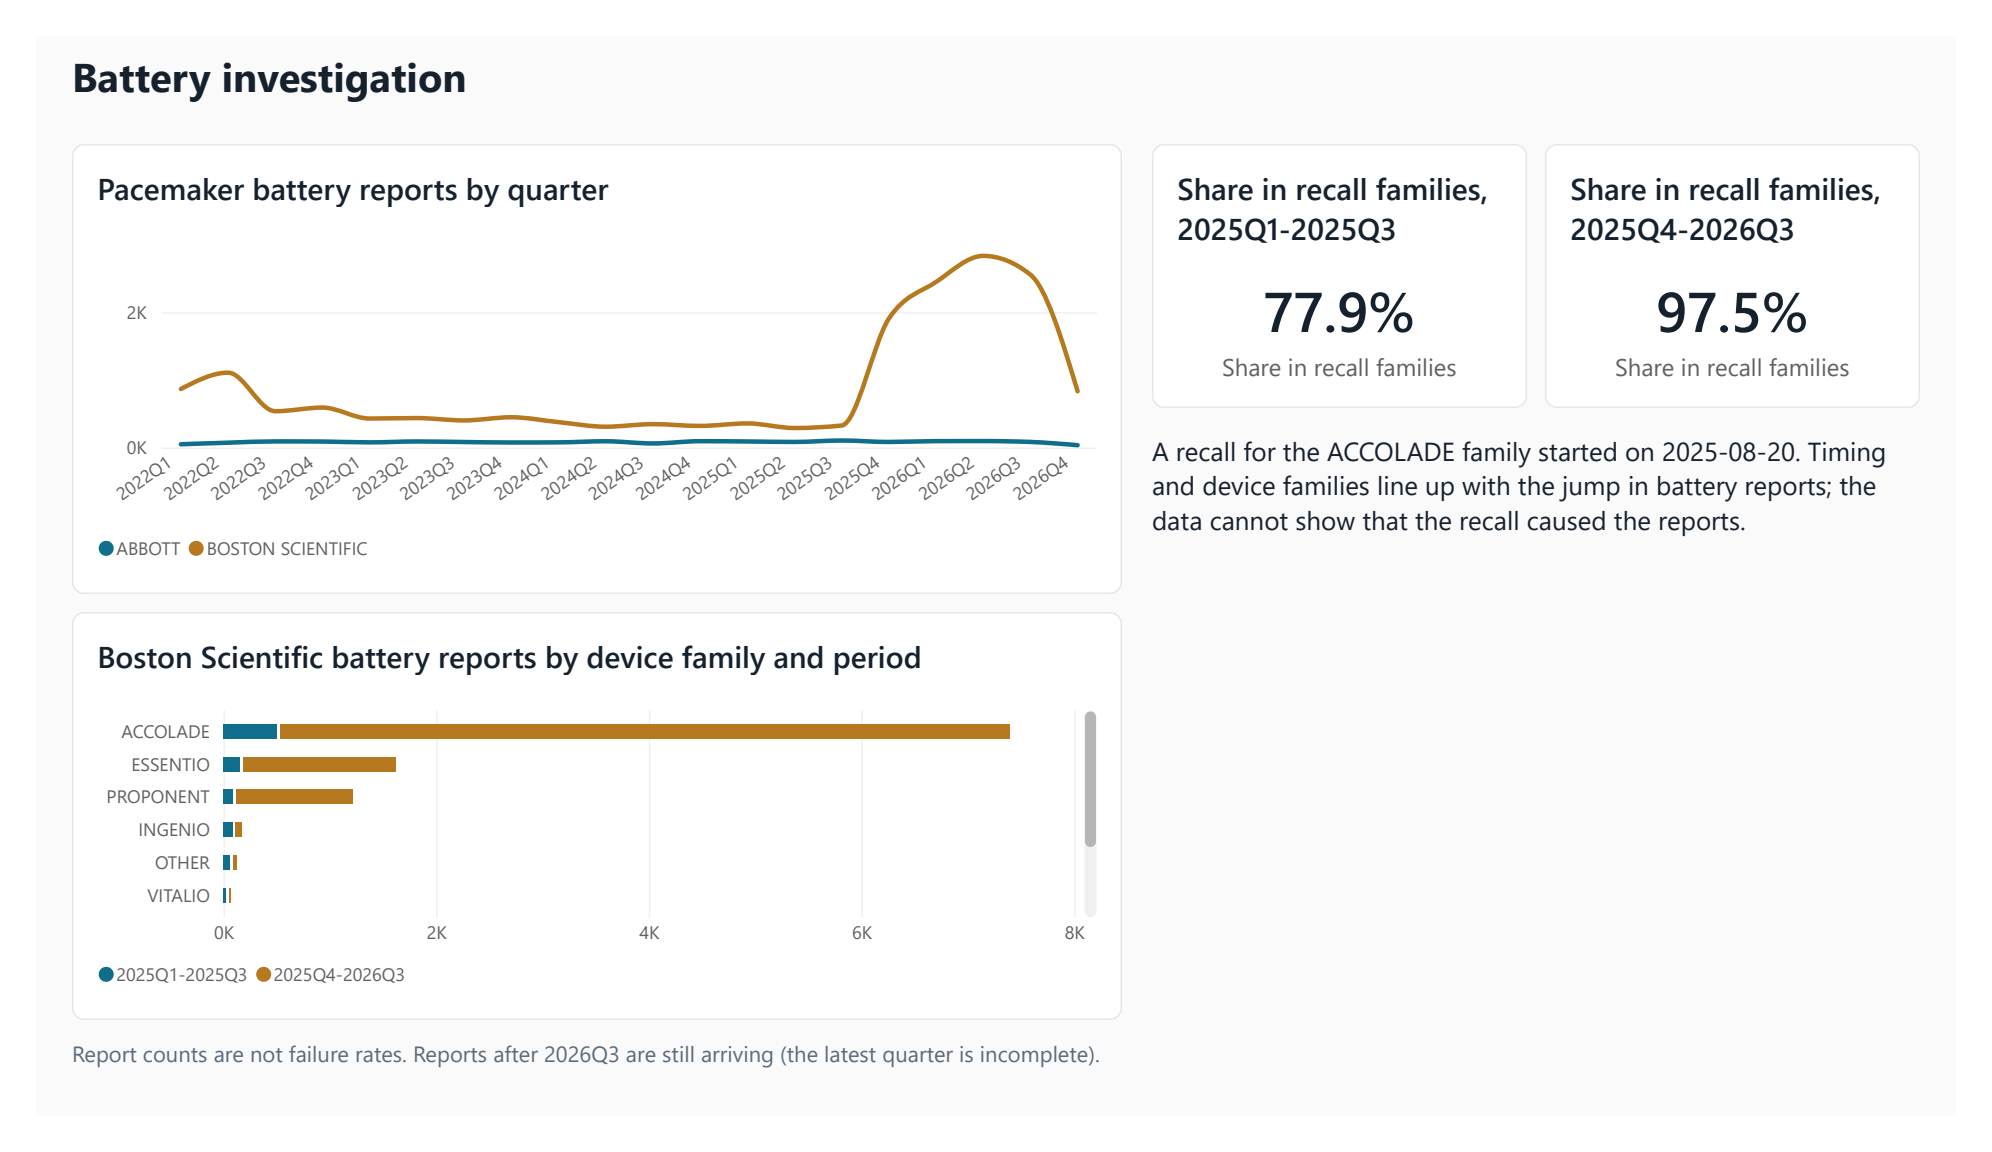 Battery investigation
Pacemaker battery reports by quarter
2K
0K
2022Q1
2022Q2
2022Q3
2022Q4
2023Q1
2023Q2
2023Q3
2023Q4
2024Q1
2024Q2
2024Q3
2024Q4
2025Q1
2025Q2
2025Q3
2025Q4
2026Q1
2026Q2
2026Q3
2026Q4
ABBOTT BOSTON SCIENTIFIC
Share in recall families,
2025Q1-2025Q3
77.9%
Share in recall families
Share in recall families,
2025Q4-2026Q3
97.5%
Share in recall families
A recall for the ACCOLADE family started on 2025-08-20. Timing
and device families line up with the jump in battery reports; the
data cannot show that the recall caused the reports.
Boston Scientific battery reports by device family and period
ACCOLADE
ESSENTIO
PROPONENT
INGENIO
OTHER
VITALIO
0K 2K 4K 6K 8K
2025Q1-2025Q3 2025Q4-2026Q3
Report counts are not failure rates. Reports after 2026Q3 are still arriving (the latest quarter is incomplete).